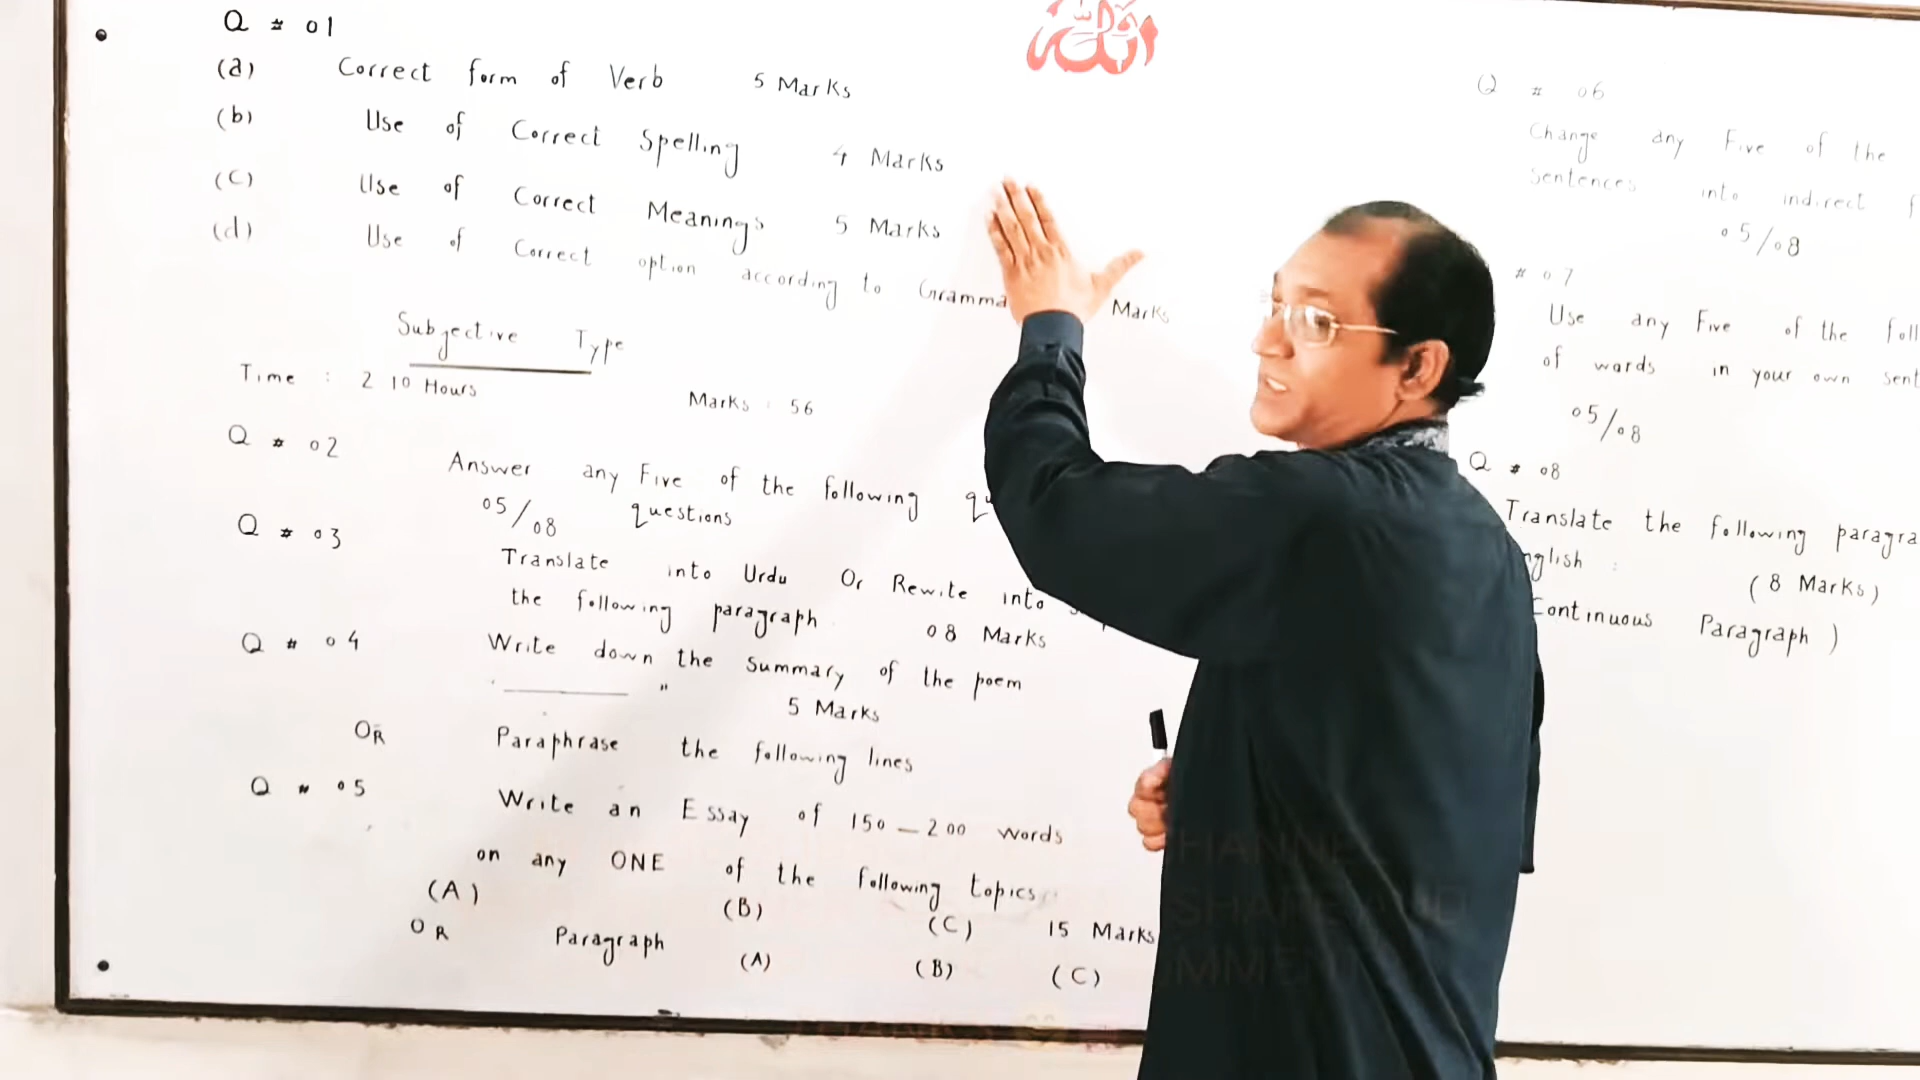 الله
Q # 01
(a) Correct form of Verb 5 Marks
(b) Use of Correct Spelling 4 Marks
(c) Use of Correct Meanings 5 Marks
(d) Use of Correct option according to Gramma Marks
Subjective Type
Time : 2 10 Hours Marks : 56
Q # 02 Answer any Five of the following
05/08 questions
Q # 03 Translate into Urdu Or Rewite into
the following paragraph 08 Marks
Q # 04 Write down the Summary of the poem
" ________ " 5 Marks
OR Paraphrase the following lines
Q # 05 Write an Essay of 150 - 200 words
on any ONE of the following topics
(A) (B) (C) 15 Marks
OR Paragraph (A) (B) (C)
Q # 06
Change any Five of the
Sentences into indirect f
05/08
# 07
Use any Five of the foll
of words in your own Sent
05/08
Q # 08
Translate the following paragra
nglish :
(8 Marks)
Continuous Paragraph )